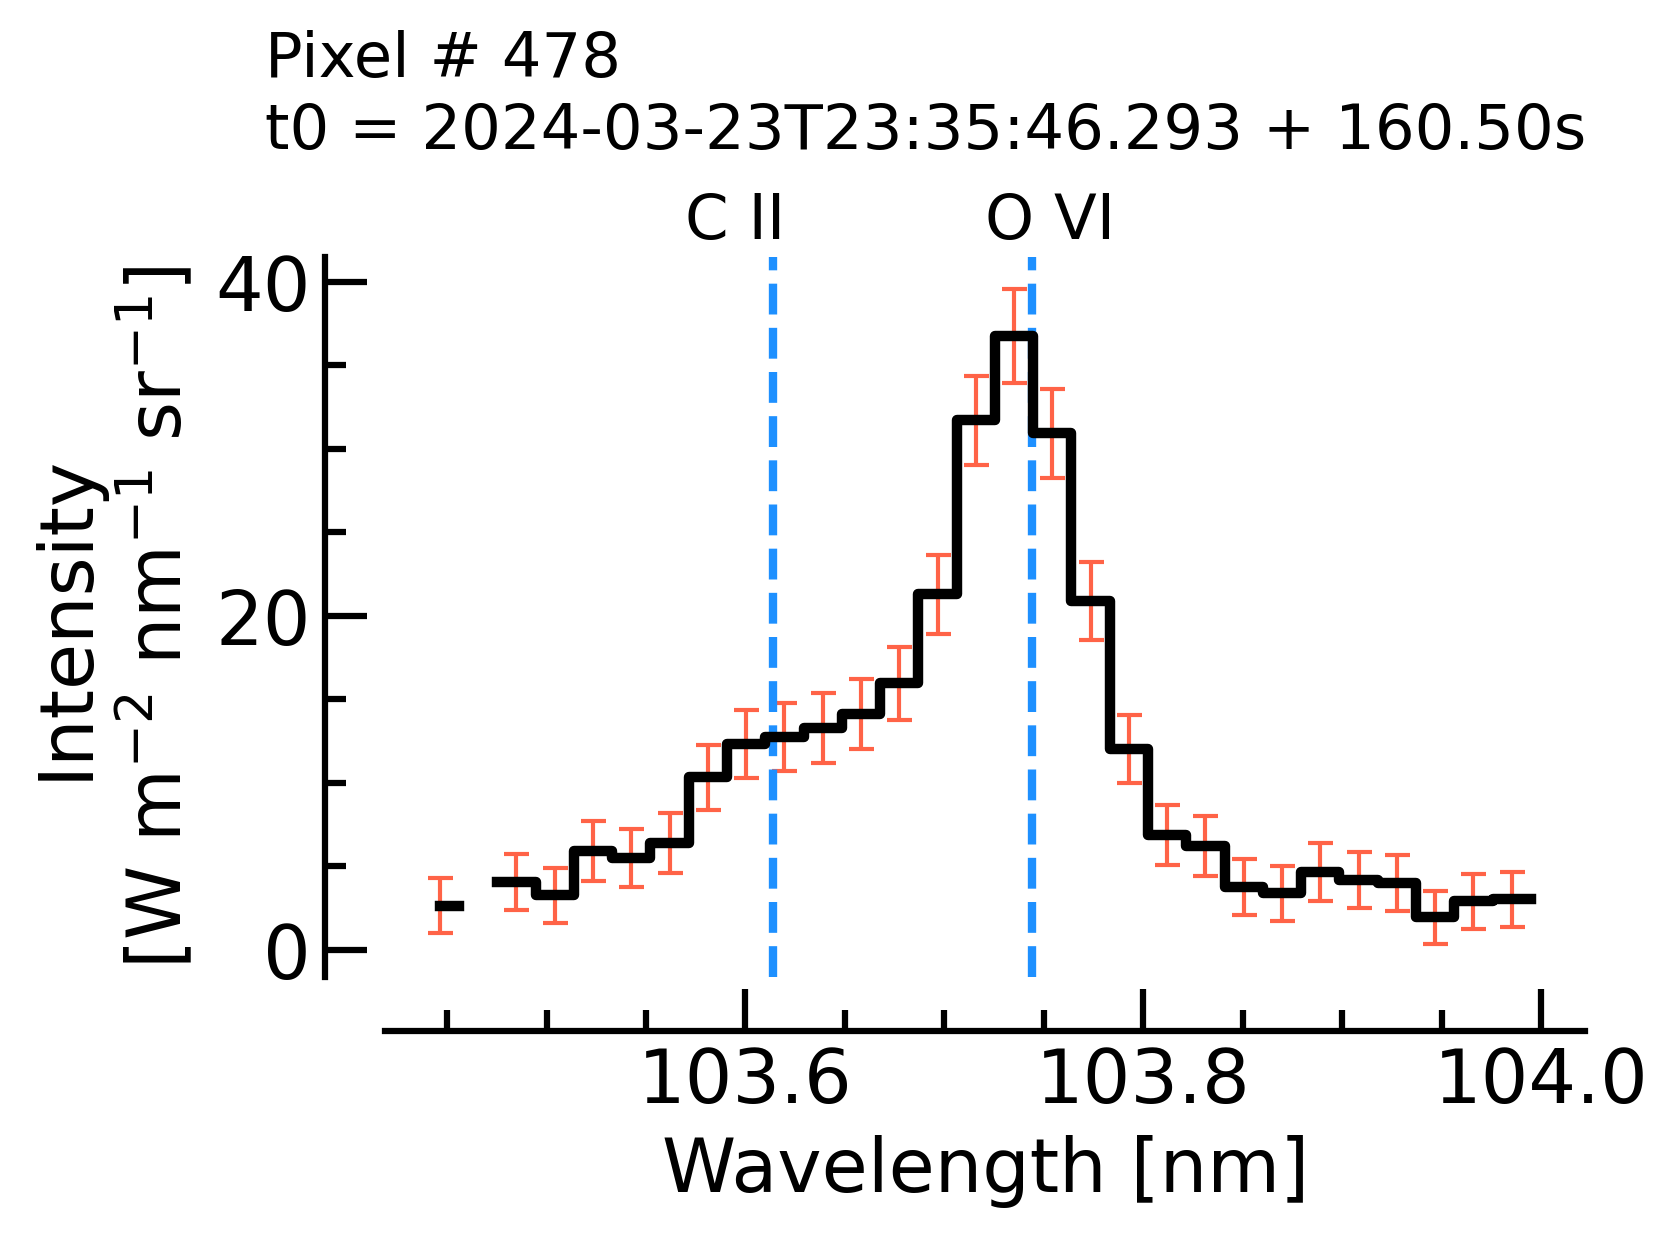 Pixel # 478
t0 = 2024-03-23T23:35:46.293 + 160.50s
C II
O VI
40
20
0
Intensity
[W m⁻² nm⁻¹ sr⁻¹]
103.6
103.8
104.0
Wavelength [nm]